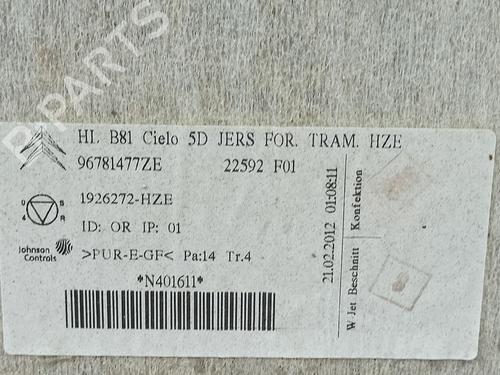 HI. B81 Cielo 5D JERS FOR. TRAM. HZE
96781477ZE 22592 F01
1926272-HZE
ID: OR IP: 01
Johnson
Controls
>PUR-E-GF< Pa:14 Tr.4
*N401611*
21.02.2012 01:08:11
W Jet Beschnitt Konfektion
B-PARTS